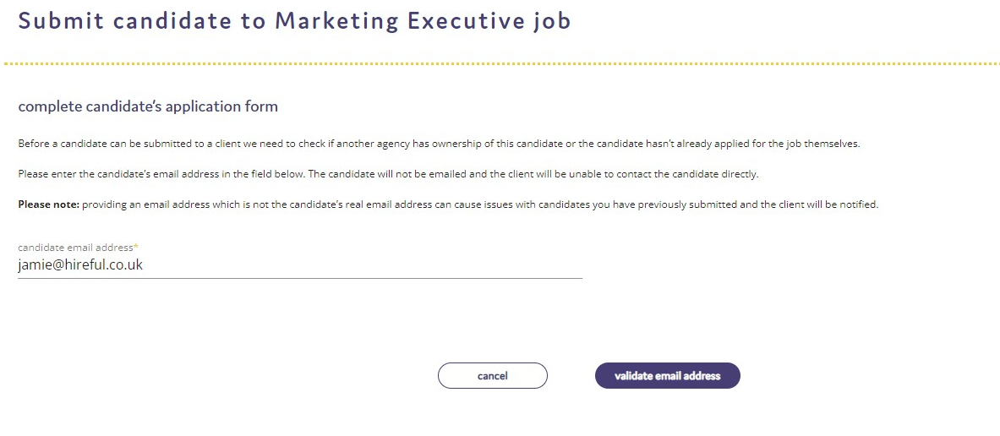 Submit candidate to Marketing Executive job
complete candidate's application form
Before a candidate can be submitted to a client we need to check if another agency has ownership of this candidate or the candidate hasn't already applied for the job themselves.
Please enter the candidate's email address in the field below. The candidate will not be emailed and the client will be unable to contact the candidate directly.
Please note: providing an email address which is not the candidate's real email address can cause issues with candidates you have previously submitted and the client will be notified.
candidate email address*
jamie@hireful.co.uk
cancel validate email address